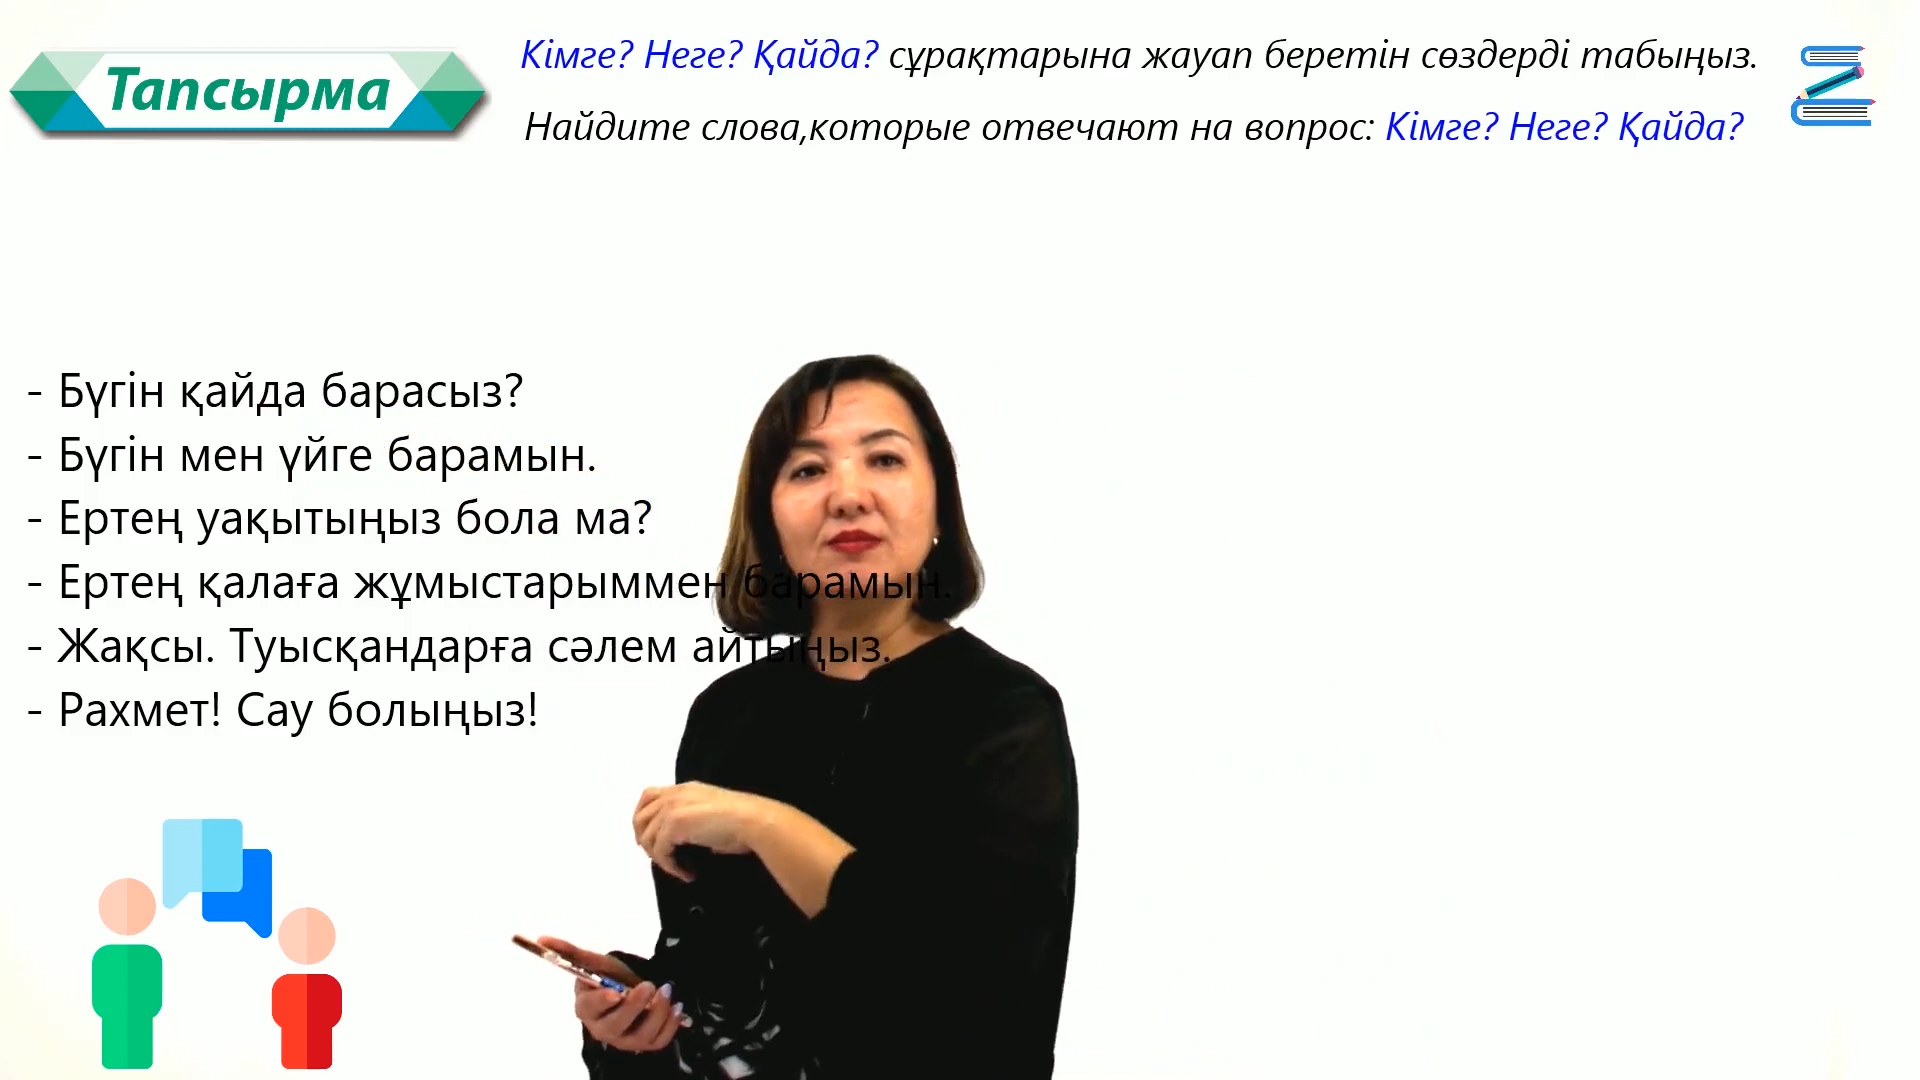 Тапсырма
Кімге? Неге? Қайда? сұрақтарына жауап беретін сөздерді табыңыз.
Найдите слова,которые отвечают на вопрос: Кімге? Неге? Қайда?
- Бүгін қайда барасыз?
- Бүгін мен үйге барамын.
- Ертең уақытыңыз бола ма?
- Ертең қалаға жұмыстарыммен барамын.
- Жақсы. Туысқандарға сәлем айтыңыз.
- Рахмет! Сау болыңыз!